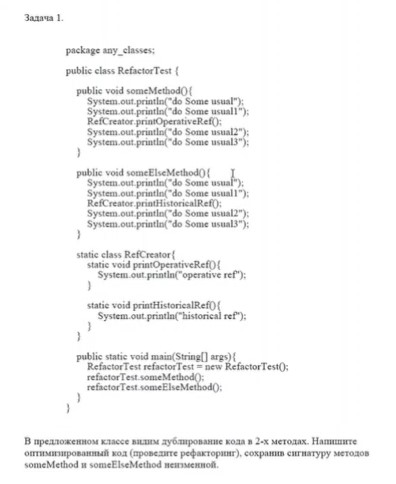 Задача 1.
package any_classes;
public class RefactorTest {
public void someMethod(){
System.out.println("do Some usual");
System.out.println("do Some usual1");
RefCreator.printOperativeRef();
System.out.println("do Some usual2");
System.out.println("do Some usual3");
}
public void someElseMethod(){
System.out.println("do Some usual");
System.out.println("do Some usual1");
RefCreator.printHistoricalRef();
System.out.println("do Some usual2");
System.out.println("do Some usual3");
}
static class RefCreator{
static void printOperativeRef(){
System.out.println("operative ref");
}
static void printHistoricalRef(){
System.out.println("historical ref");
}
}
public static void main(String[] args){
RefactorTest refactorTest = new RefactorTest();
refactorTest.someMethod();
refactorTest.someElseMethod();
}
}
В предложенном классе видим дублирование кода в 2-х методах. Напишите
оптимизированный код (проведите рефакторинг), сохранив сигнатуру методов
someMethod и someElseMethod неизменной.